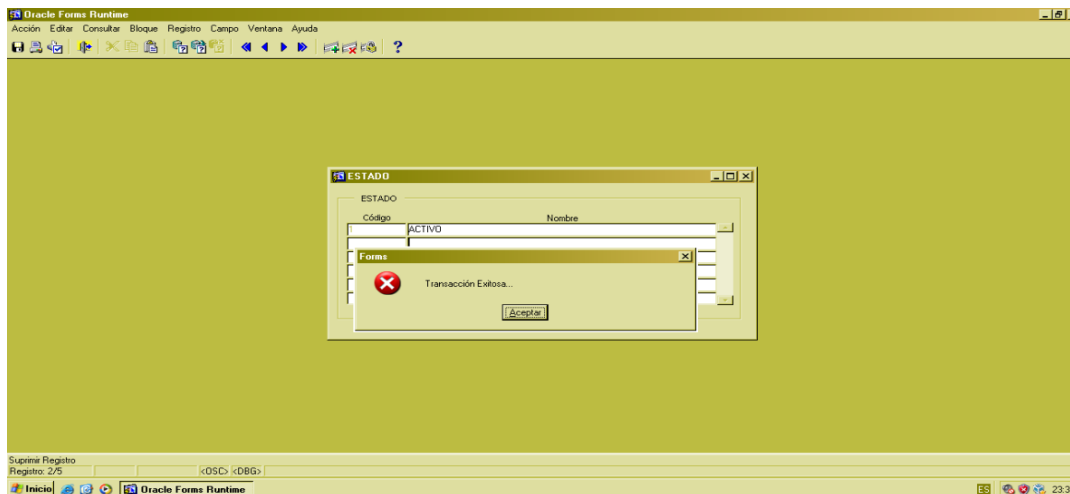 Oracle Forms Runtime
Acción Editar Consultar Bloque Registro Campo Ventana Ayuda
ESTADO
ESTADO
Código Nombre
1 ACTIVO
Forms
Transacción Exitosa...
Aceptar
Suprimir Registro
Registro: 2/5 <OSC> <DBG>
Inicio Oracle Forms Runtime ES